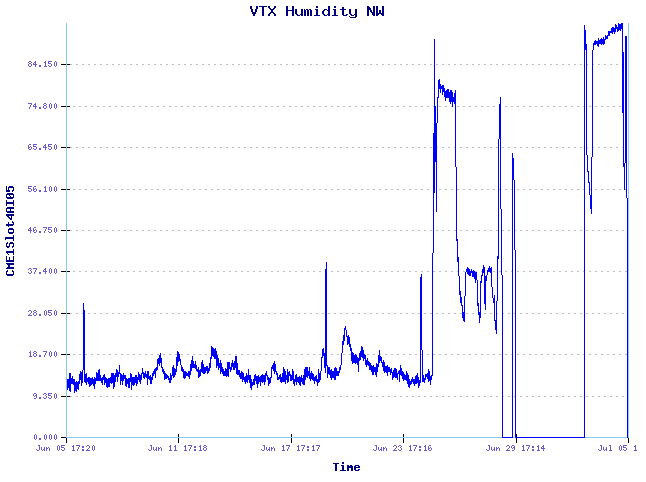 VTX Humidity NW
84.150
74.800
65.450
56.100
46.750
37.400
28.050
18.700
9.350
0.000
CME1Slot4AI05
Jun 05 17:20 Jun 11 17:18 Jun 17 17:17 Jun 23 17:16 Jun 29 17:14 Jul 05 1
Time